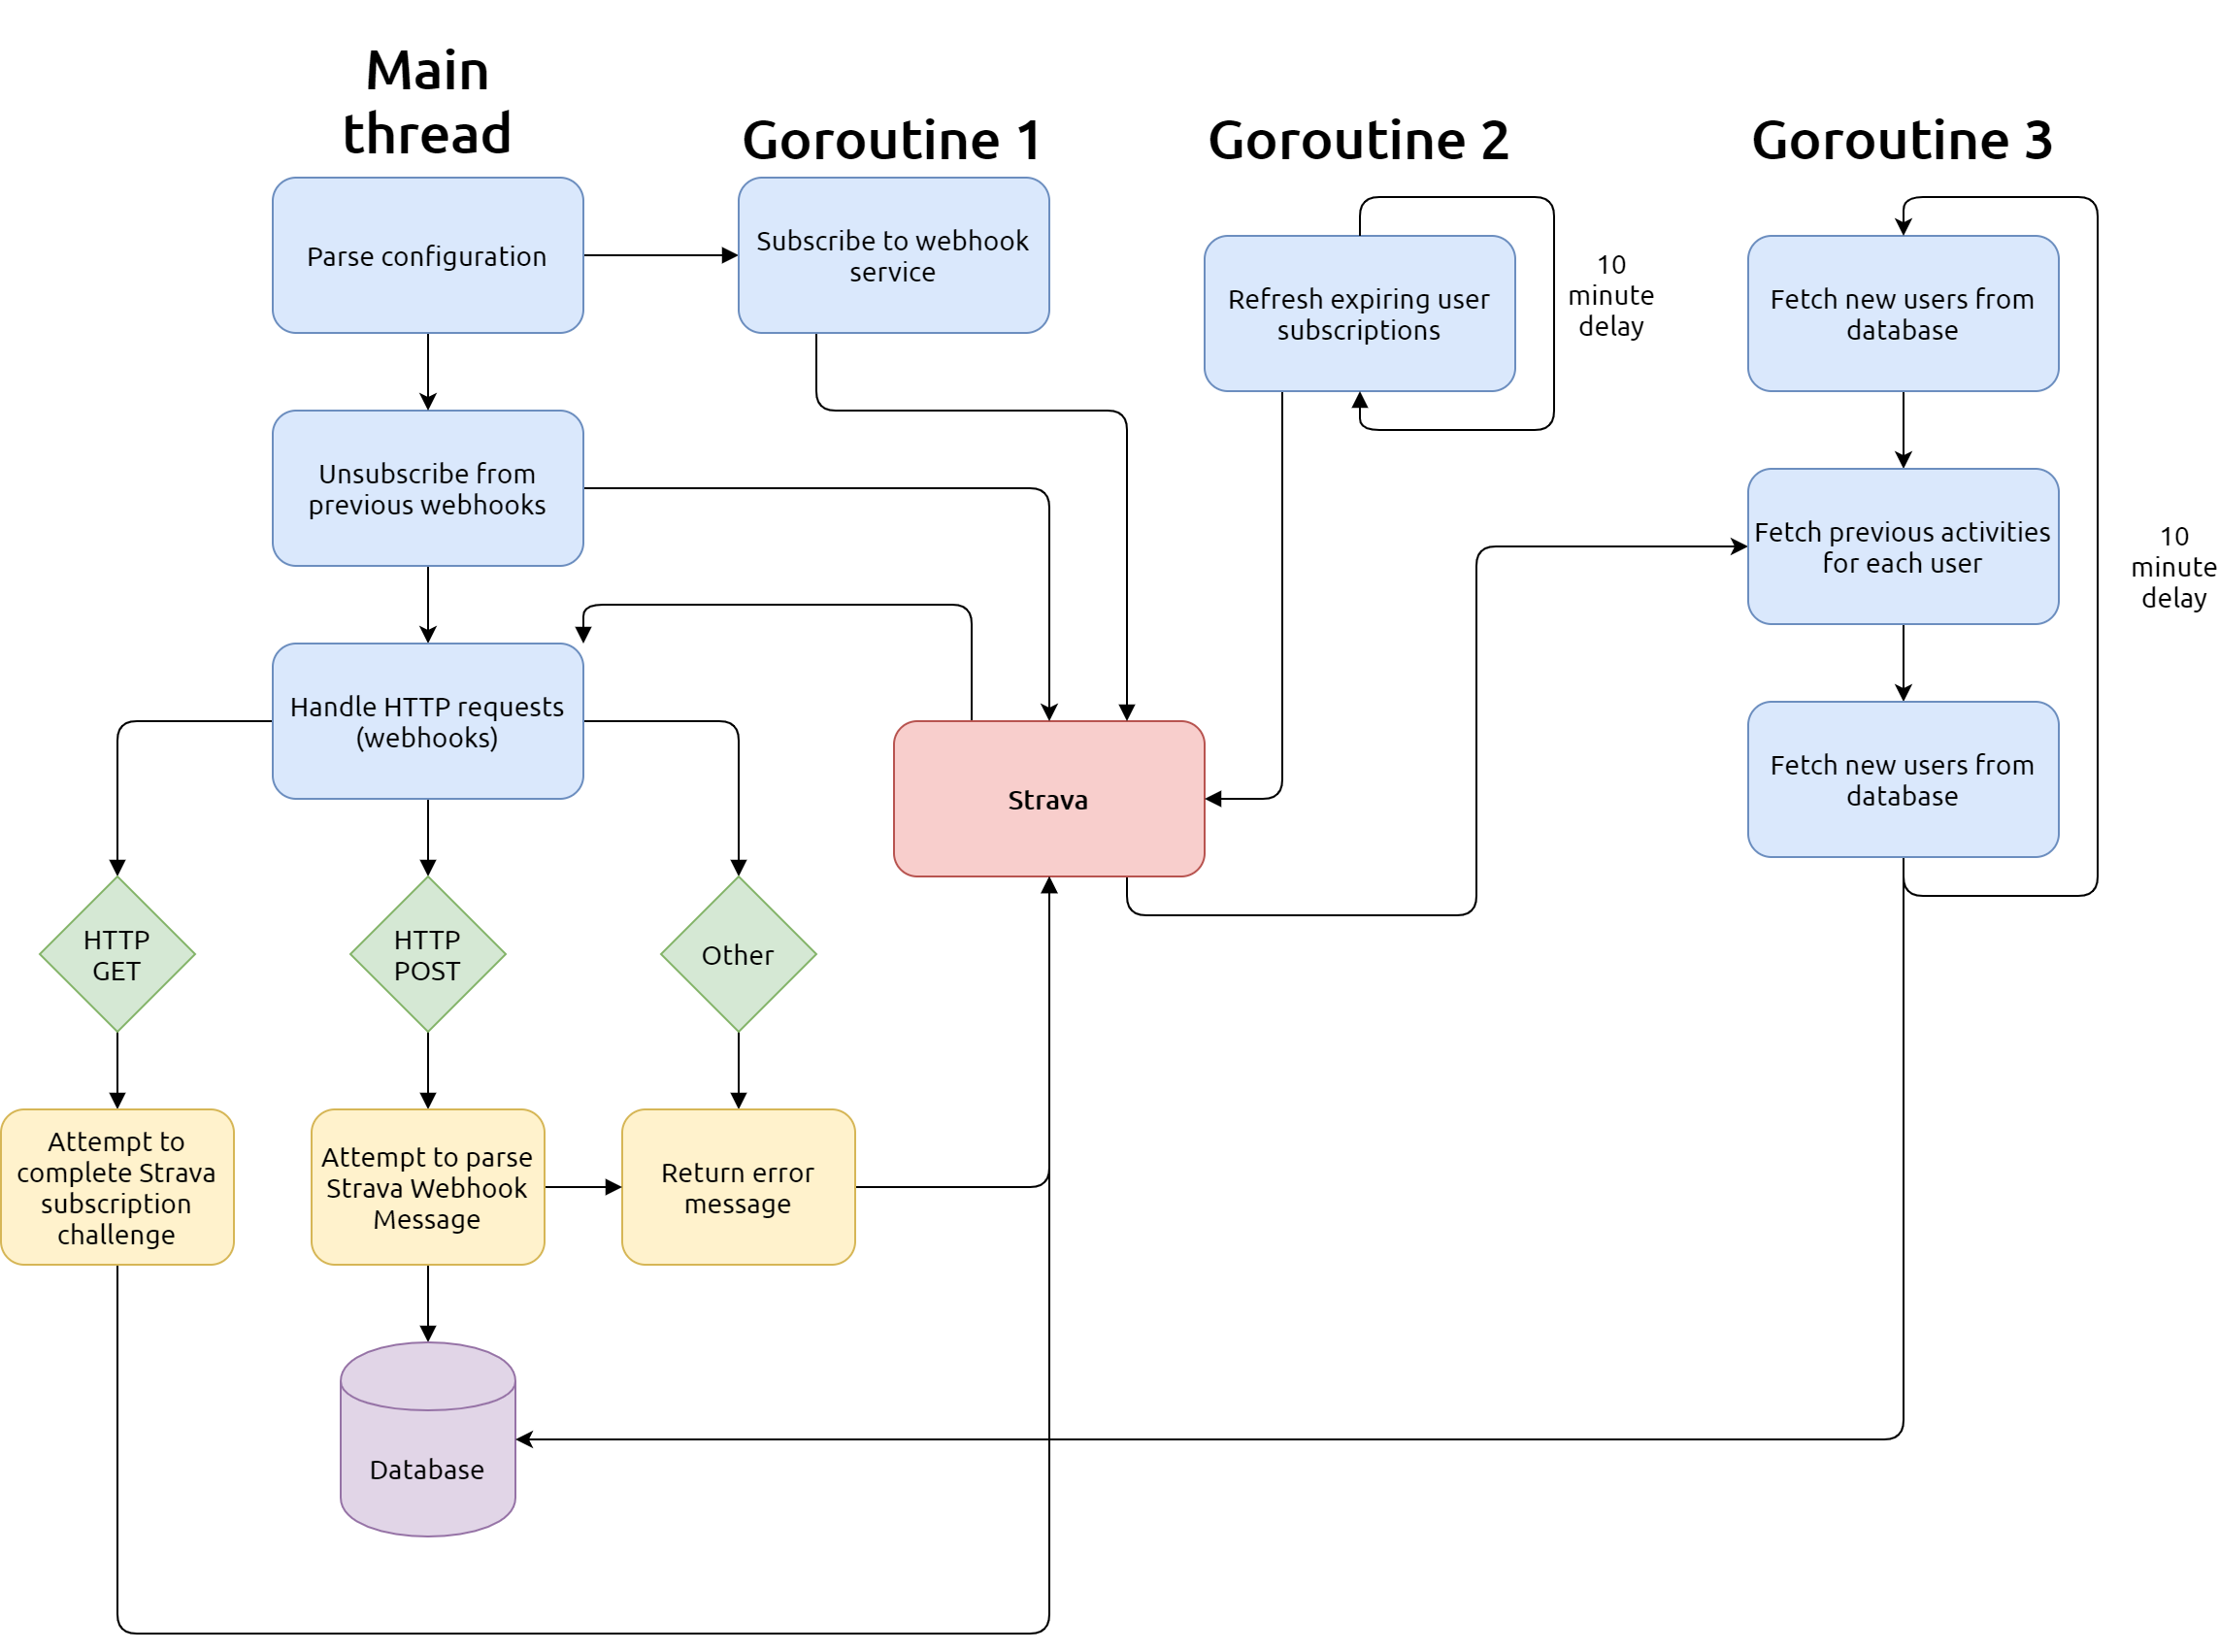 Main
thread
Goroutine 1
Goroutine 2
Goroutine 3
Parse configuration
Subscribe to webhook
service
Refresh expiring user
subscriptions
10
minute
delay
Fetch new users from
database
Unsubscribe from
previous webhooks
Fetch previous activities
for each user
10
minute
delay
Handle HTTP requests
(webhooks)
Strava
Fetch new users from
database
HTTP
GET
HTTP
POST
Other
Attempt to
complete Strava
subscription
challenge
Attempt to parse
Strava Webhook
Message
Return error
message
Database